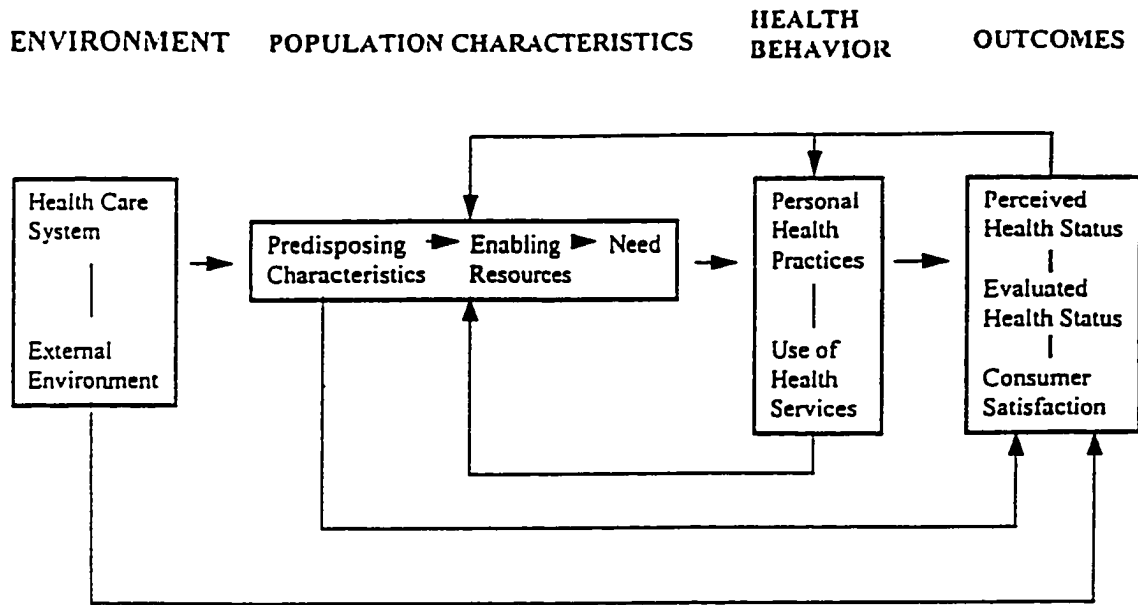 ENVIRONMENT
POPULATION CHARACTERISTICS
HEALTH
BEHAVIOR
OUTCOMES
Health Care
System
External
Environment
Predisposing
Characteristics
Enabling
Resources
Need
Personal
Health
Practices
Use of
Health
Services
Perceived
Health Status
Evaluated
Health Status
Consumer
Satisfaction